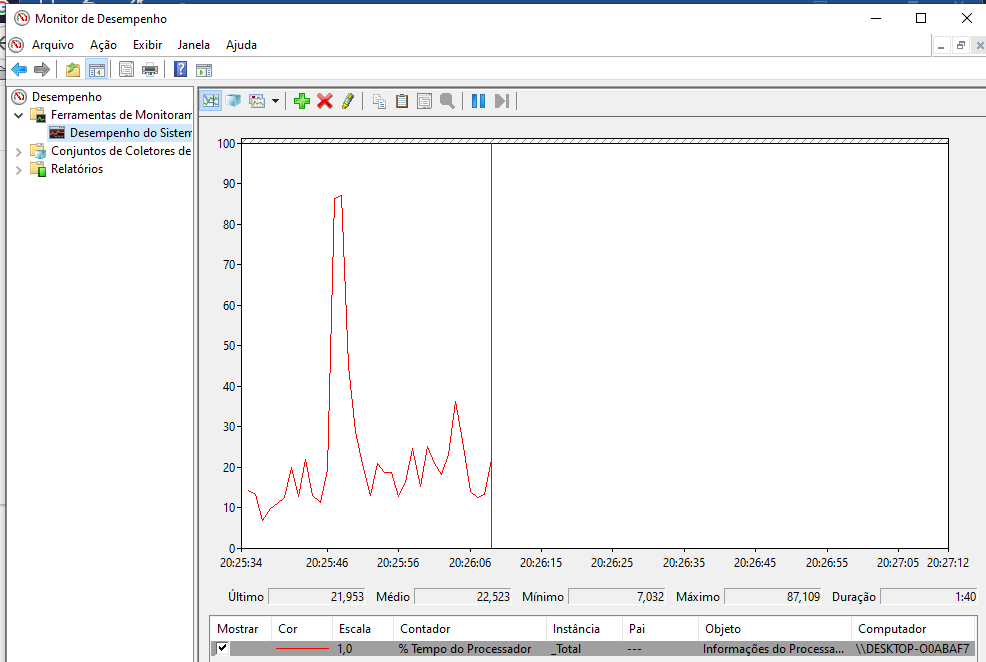 Monitor de Desempenho
Arquivo Ação Exibir Janela Ajuda
Desempenho
Ferramentas de Monitoram
Desempenho do Sistem
Conjuntos de Coletores de
Relatórios
100
90
80
70
60
50
40
30
20
10
0
20:25:34 20:25:46 20:25:56 20:26:06 20:26:15 20:26:25 20:26:35 20:26:45 20:26:55 20:27:05 20:27:12
Último 21,953 Médio 22,523 Mínimo 7,032 Máximo 87,109 Duração 1:40
Mostrar Cor Escala Contador Instância Pai Objeto Computador
1,0 % Tempo do Processador _Total --- Informações do Processa... \\DESKTOP-O0ABAF7